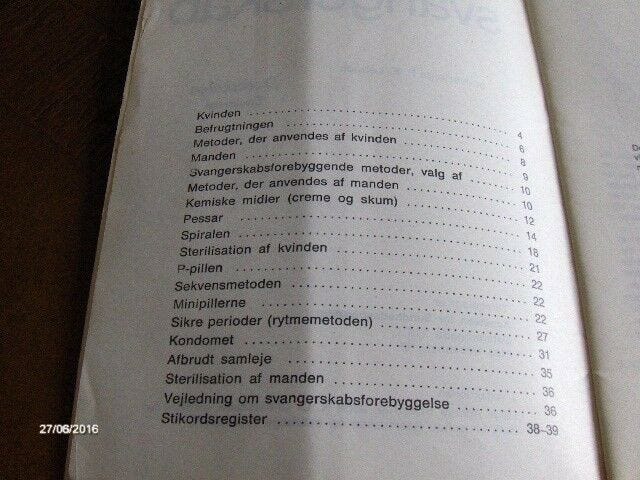 Kvinden ........ 4
Befrugtningen ........ 6
Metoder, der anvendes af kvinden ........ 8
Manden ........ 9
Svangerskabsforebyggende metoder, valg af ........ 10
Metoder, der anvendes af manden ........ 10
Kemiske midler (creme og skum) ........ 12
Pessar ........ 14
Spiralen ........ 18
Sterilisation af kvinden ........ 21
P-pillen ........ 22
Sekvensmetoden ........ 22
Minipillerne ........ 22
Sikre perioder (rytmemetoden) ........ 27
Kondomet ........ 31
Afbrudt samleje ........ 35
Sterilisation af manden ........ 36
Vejledning om svangerskabsforebyggelse ........ 36
Stikordsregister ........ 38–39
27/06/2016